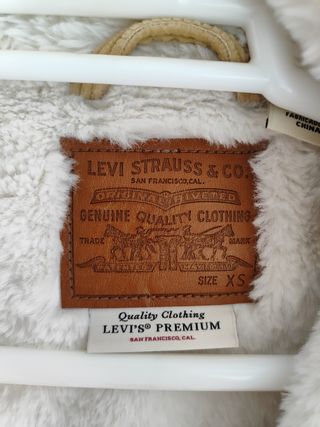 FABRICADO
CHINA
LEVI STRAUSS & CO.
SAN FRANCISCO, CAL.
ORIGINAL RIVETED
GENUINE QUALITY CLOTHING
TRADE MARK
SIZE XS
Quality Clothing
LEVI'S® PREMIUM
SAN FRANCISCO, CAL.